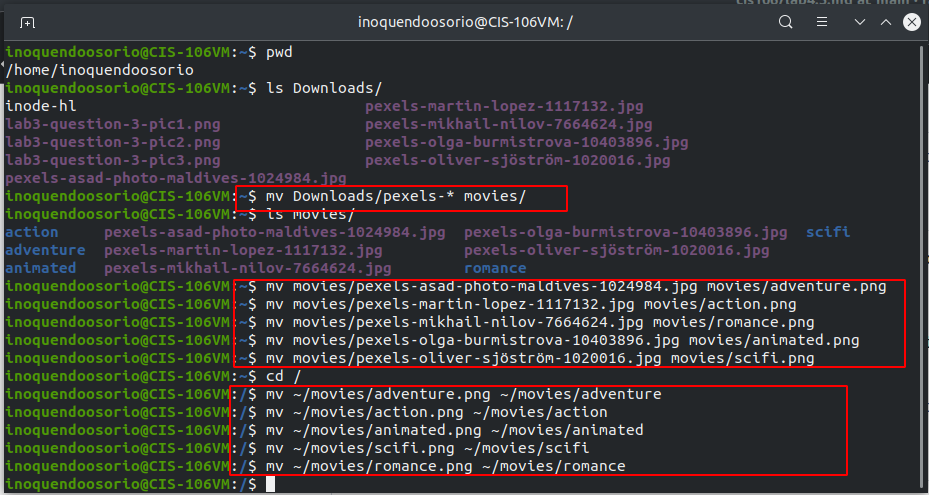 inoquendoosorio@CIS-106VM: /
inoquendoosorio@CIS-106VM:~$ pwd
/home/inoquendoosorio
inoquendoosorio@CIS-106VM:~$ ls Downloads/
inode-hl pexels-martin-lopez-1117132.jpg
lab3-question-3-pic1.png pexels-mikhail-nilov-7664624.jpg
lab3-question-3-pic2.png pexels-olga-burmistrova-10403896.jpg
lab3-question-3-pic3.png pexels-oliver-sjöström-1020016.jpg
pexels-asad-photo-maldives-1024984.jpg
inoquendoosorio@CIS-106VM:~$ mv Downloads/pexels-* movies/
inoquendoosorio@CIS-106VM:~$ ls movies/
action pexels-asad-photo-maldives-1024984.jpg pexels-olga-burmistrova-10403896.jpg scifi
adventure pexels-martin-lopez-1117132.jpg pexels-oliver-sjöström-1020016.jpg
animated pexels-mikhail-nilov-7664624.jpg romance
inoquendoosorio@CIS-106VM:~$ mv movies/pexels-asad-photo-maldives-1024984.jpg movies/adventure.png
inoquendoosorio@CIS-106VM:~$ mv movies/pexels-martin-lopez-1117132.jpg movies/action.png
inoquendoosorio@CIS-106VM:~$ mv movies/pexels-mikhail-nilov-7664624.jpg movies/romance.png
inoquendoosorio@CIS-106VM:~$ mv movies/pexels-olga-burmistrova-10403896.jpg movies/animated.png
inoquendoosorio@CIS-106VM:~$ mv movies/pexels-oliver-sjöström-1020016.jpg movies/scifi.png
inoquendoosorio@CIS-106VM:~$ cd /
inoquendoosorio@CIS-106VM:/$ mv ~/movies/adventure.png ~/movies/adventure
inoquendoosorio@CIS-106VM:/$ mv ~/movies/action.png ~/movies/action
inoquendoosorio@CIS-106VM:/$ mv ~/movies/animated.png ~/movies/animated
inoquendoosorio@CIS-106VM:/$ mv ~/movies/scifi.png ~/movies/scifi
inoquendoosorio@CIS-106VM:/$ mv ~/movies/romance.png ~/movies/romance
inoquendoosorio@CIS-106VM:/$